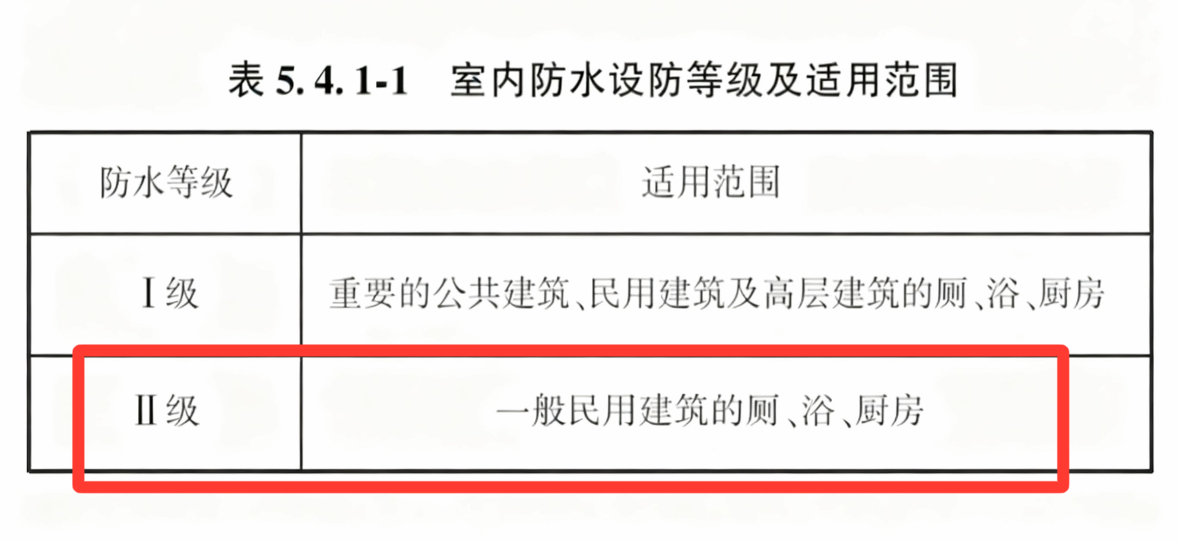 表 5.4.1-1 室内防水设防等级及适用范围
防水等级 适用范围
Ⅰ级 重要的公共建筑、民用建筑及高层建筑的厕、浴、厨房
Ⅱ级 一般民用建筑的厕、浴、厨房